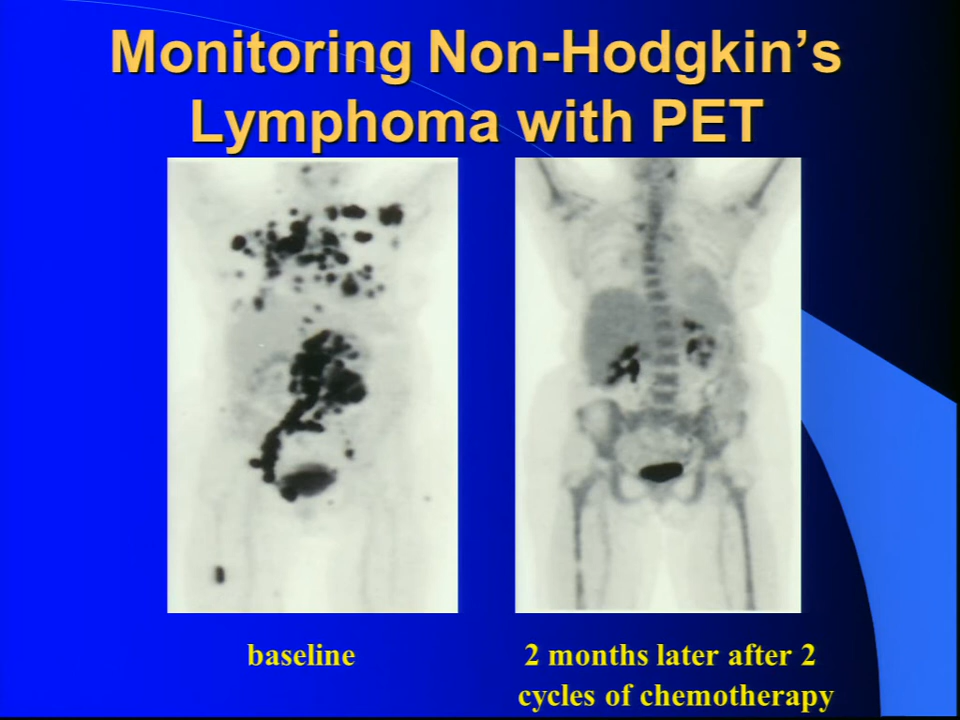 Monitoring Non-Hodgkin’s
Lymphoma with PET
baseline
2 months later after 2
cycles of chemotherapy